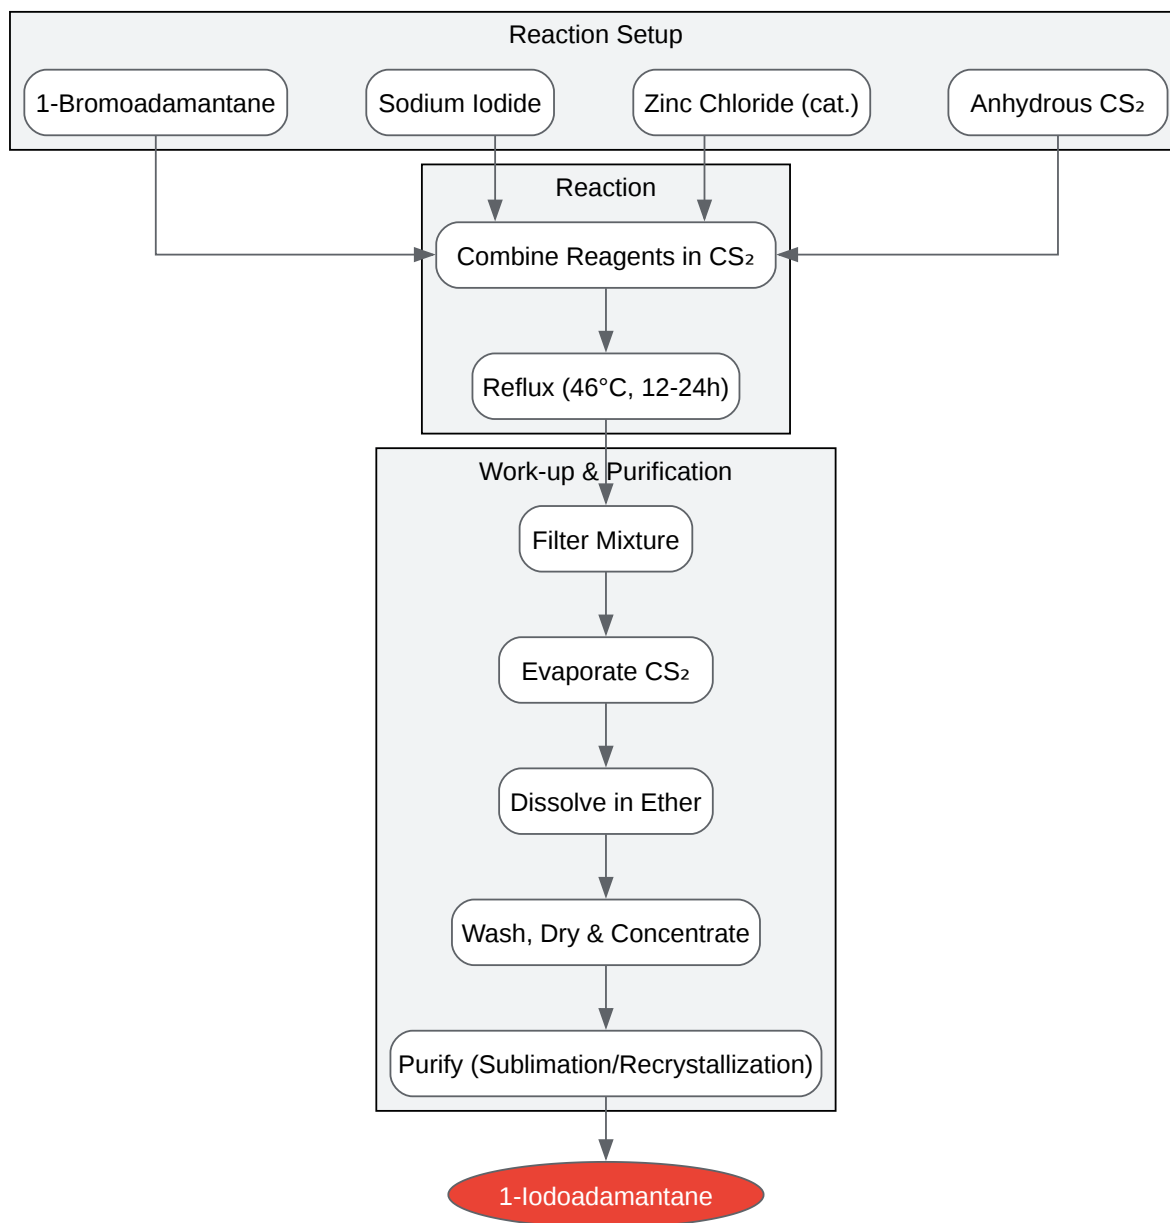 Reaction Setup
1-Bromoadamantane
Sodium Iodide
Zinc Chloride (cat.)
Anhydrous CS₂
Reaction
Combine Reagents in CS₂
Reflux (46°C, 12-24h)
Work-up & Purification
Filter Mixture
Evaporate CS₂
Dissolve in Ether
Wash, Dry & Concentrate
Purify (Sublimation/Recrystallization)
1-Iodoadamantane